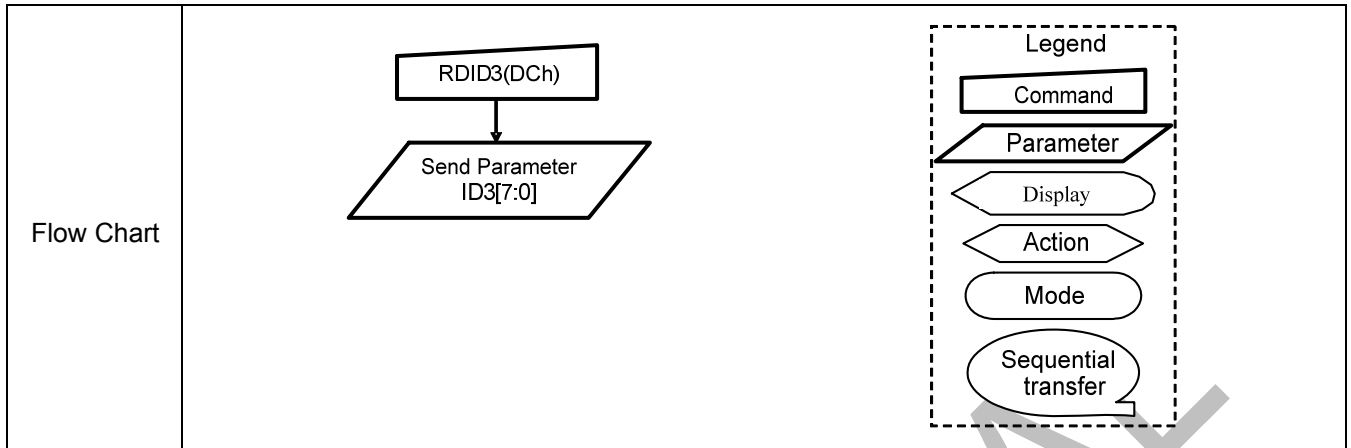 Flow Chart
RDID3(DCh)
Send Parameter
ID3[7:0]
Legend
Command
Parameter
Display
Action
Mode
Sequential
transfer